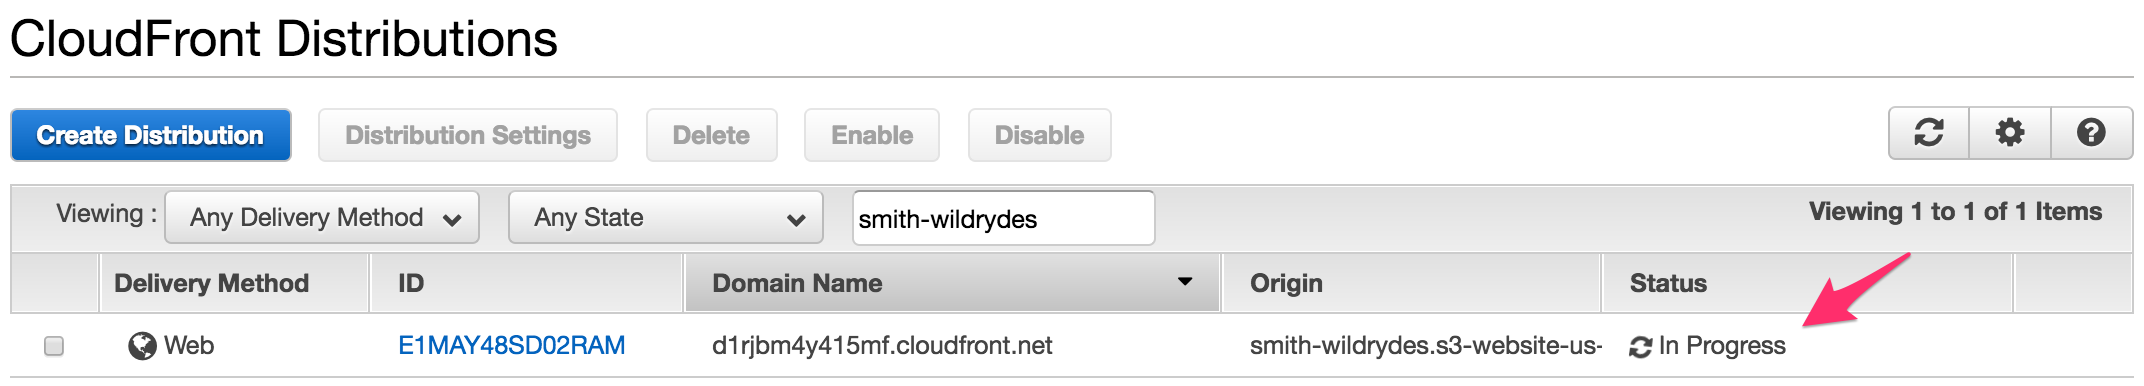 CloudFront Distributions
Create Distribution Distribution Settings Delete Enable Disable
Viewing : Any Delivery Method Any State smith-wildrydes Viewing 1 to 1 of 1 Items
Delivery Method ID Domain Name Origin Status
Web E1MAY48SD02RAM d1rjbm4y415mf.cloudfront.net smith-wildrydes.s3-website-us- In Progress